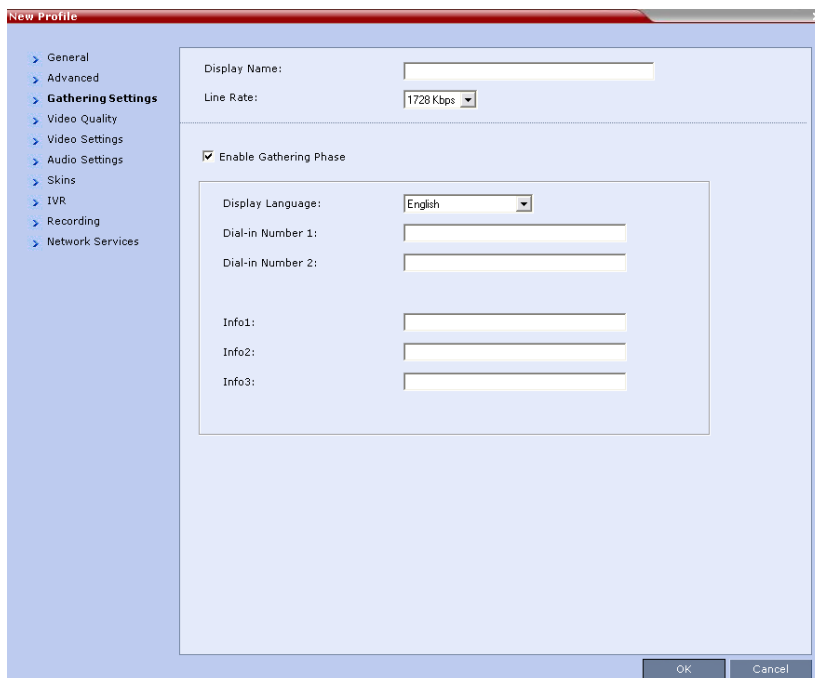 New Profile
General
Advanced
Gathering Settings
Video Quality
Video Settings
Audio Settings
Skins
IVR
Recording
Network Services
Display Name:
Line Rate: 1728 Kbps
Enable Gathering Phase
Display Language: English
Dial-in Number 1:
Dial-in Number 2:
Info1:
Info2:
Info3:
OK Cancel